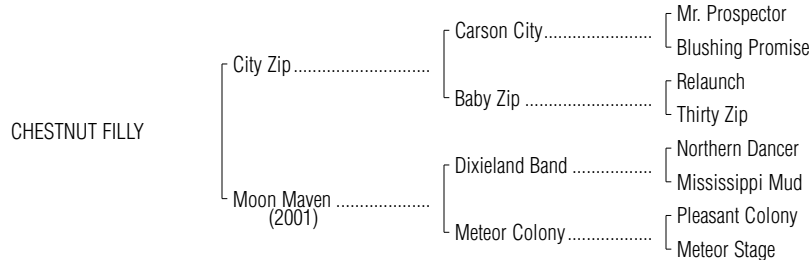 Mr. Prospector
Carson City........................
Blushing Promise
City Zip..............................
Relaunch
Baby Zip ...........................
Thirty Zip
CHESTNUT FILLY
Northern Dancer
Dixieland Band .................
Mississippi Mud
Moon Maven ....................
(2001)
Pleasant Colony
Meteor Colony..................
Meteor Stage